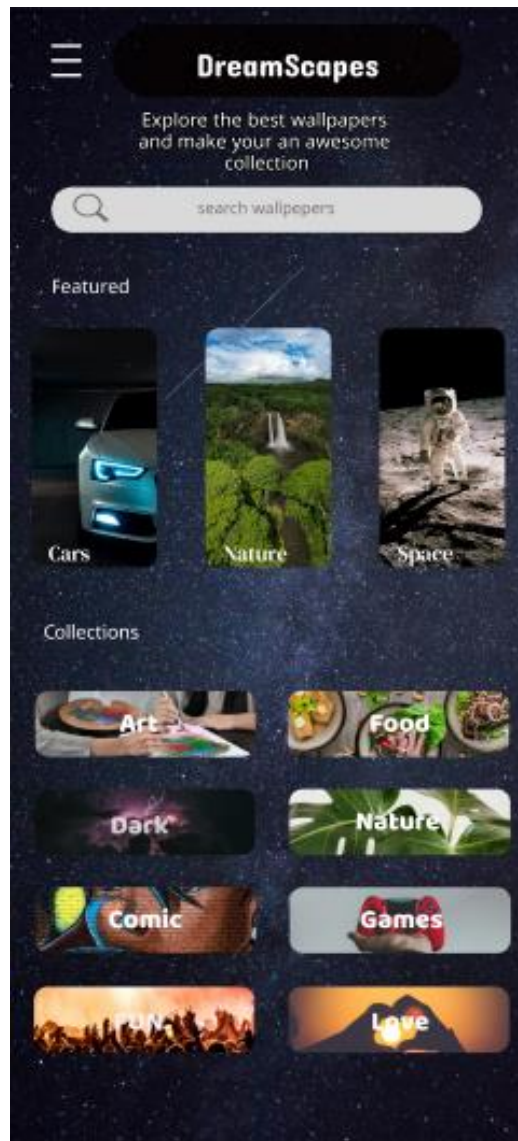 DreamScapes
Explore the best wallpapers
and make your an awesome
collection
search wallpepers
Featured
Cars
Nature
Space
Collections
Art
Food
Dark
Nature
Comic
Games
FUN
Love